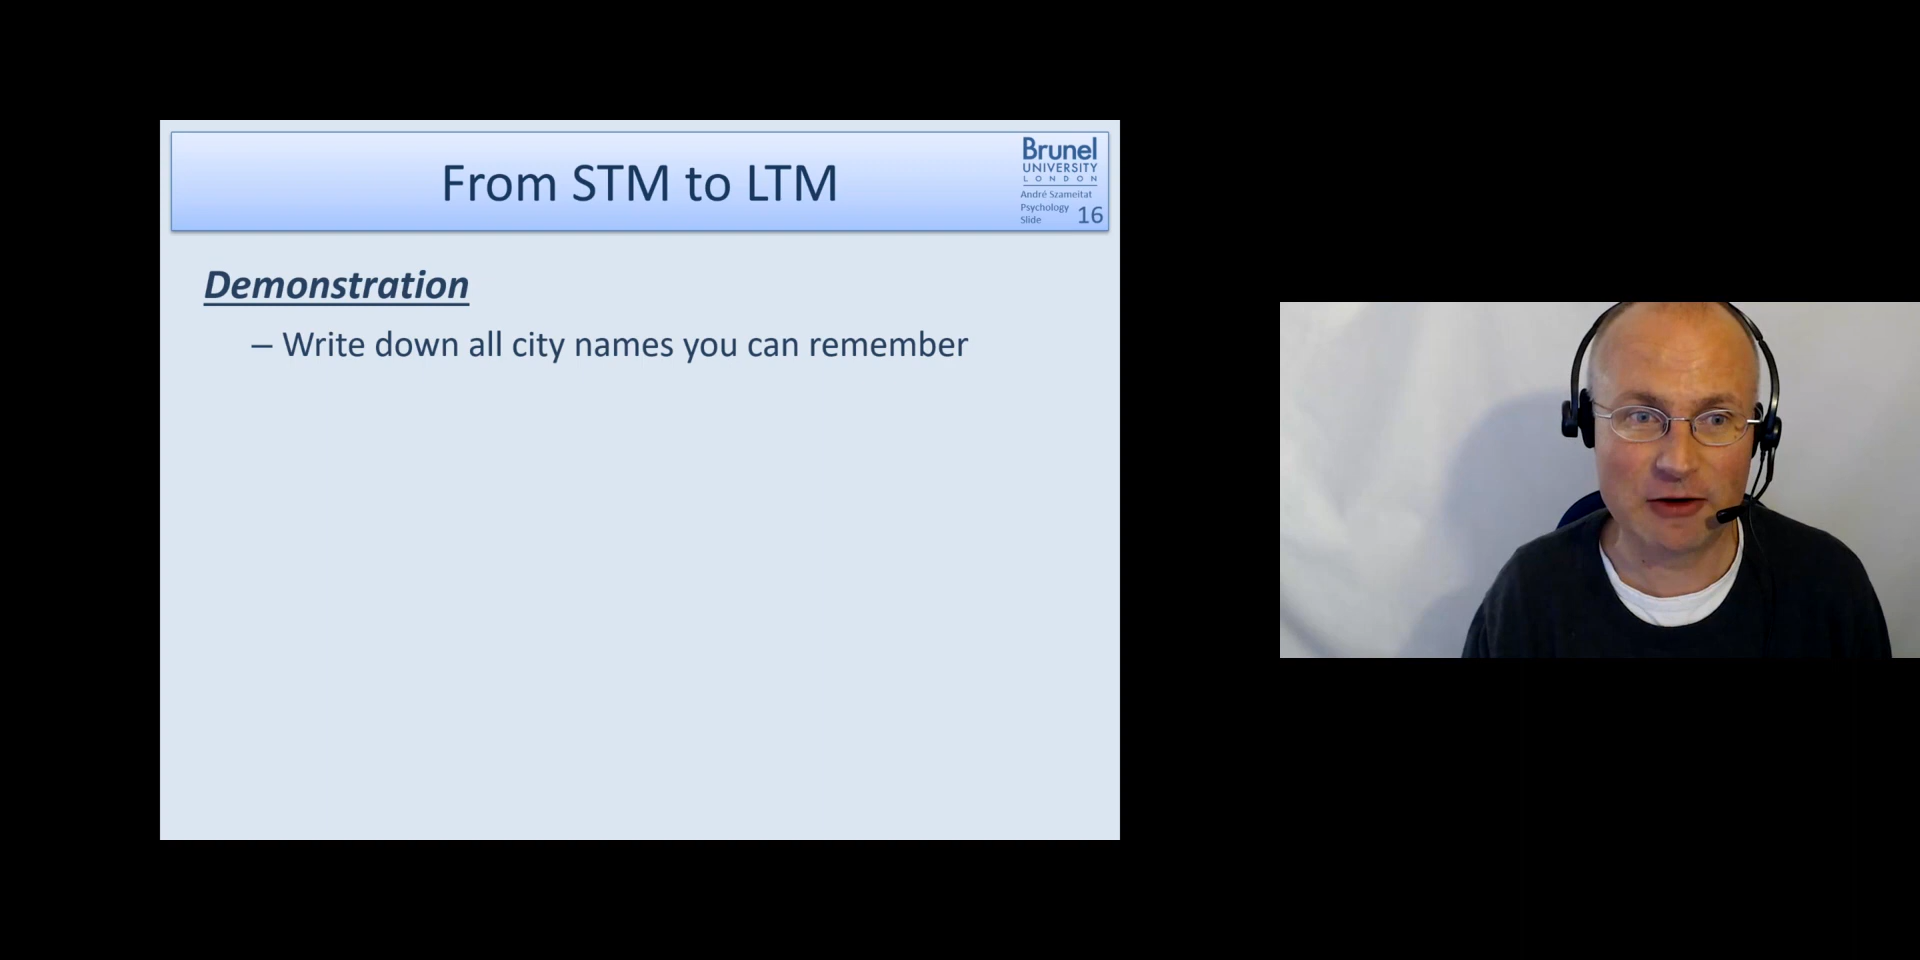 From STM to LTM
Brunel
UNIVERSITY
LONDON
André Szameitat
Psychology
Slide 16
Demonstration
– Write down all city names you can remember